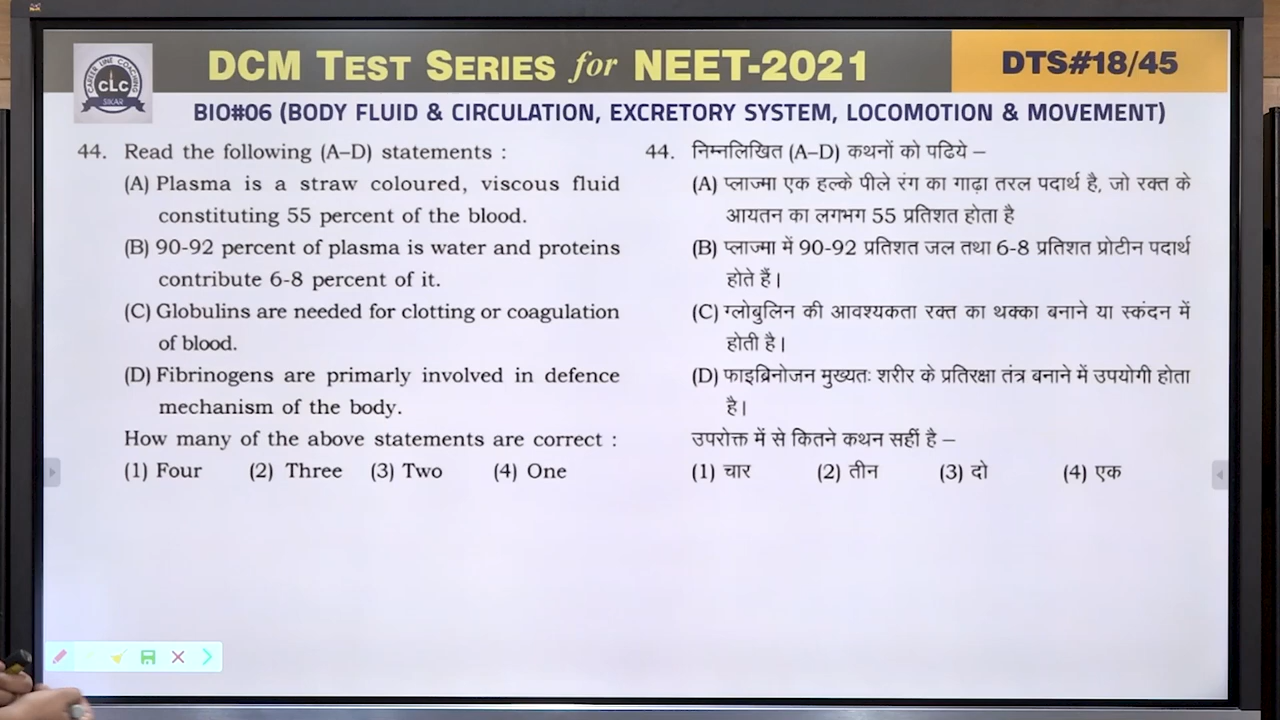 DCM TEST SERIES for NEET-2021
DTS#18/45
CAREER LINE COACHING
CLC
SIKAR
BIO#06 (BODY FLUID & CIRCULATION, EXCRETORY SYSTEM, LOCOMOTION & MOVEMENT)
44. Read the following (A–D) statements :
(A) Plasma is a straw coloured, viscous fluid
constituting 55 percent of the blood.
(B) 90-92 percent of plasma is water and proteins
contribute 6-8 percent of it.
(C) Globulins are needed for clotting or coagulation
of blood.
(D) Fibrinogens are primarly involved in defence
mechanism of the body.
How many of the above statements are correct :
(1) Four (2) Three (3) Two (4) One
44. निम्नलिखित (A–D) कथनों को पढिये –
(A) प्लाज्मा एक हल्के पीले रंग का गाढ़ा तरल पदार्थ है, जो रक्त के
आयतन का लगभग 55 प्रतिशत होता है
(B) प्लाज्मा में 90-92 प्रतिशत जल तथा 6-8 प्रतिशत प्रोटीन पदार्थ
होते हैं।
(C) ग्लोबुलिन की आवश्यकता रक्त का थक्का बनाने या स्कंदन में
होती है।
(D) फाइब्रिनोजन मुख्यतः शरीर के प्रतिरक्षा तंत्र बनाने में उपयोगी होता
है।
उपरोक्त में से कितने कथन सहीं है –
(1) चार (2) तीन (3) दो (4) एक